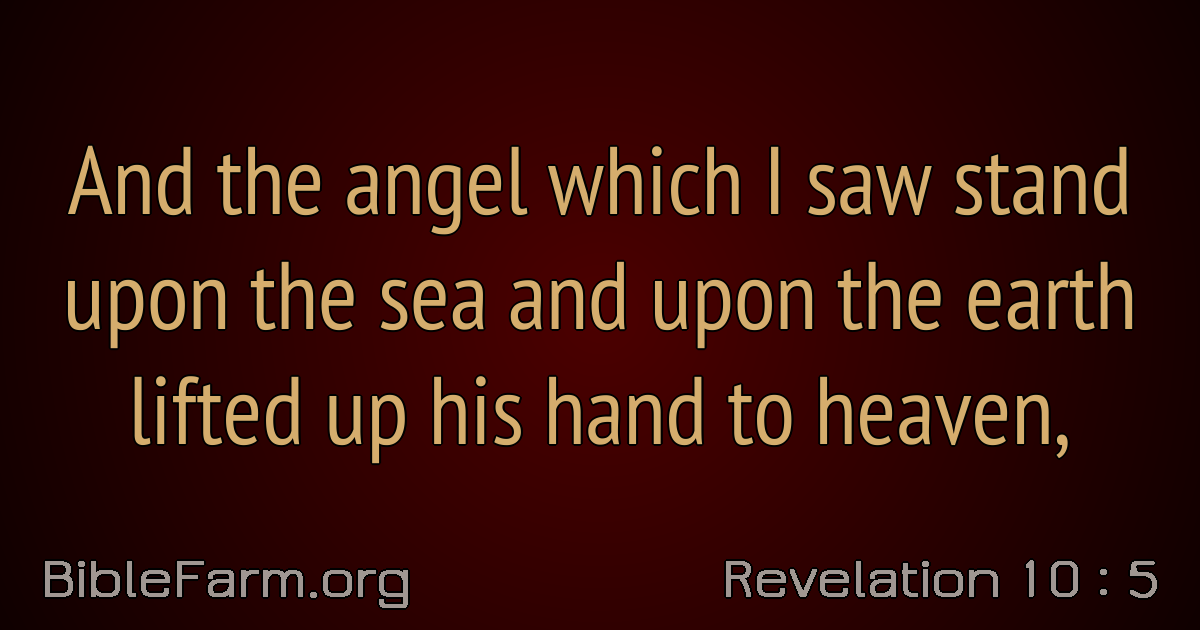 And the angel which I saw stand
upon the sea and upon the earth
lifted up his hand to heaven,
BibleFarm.org
Revelation 10 : 5